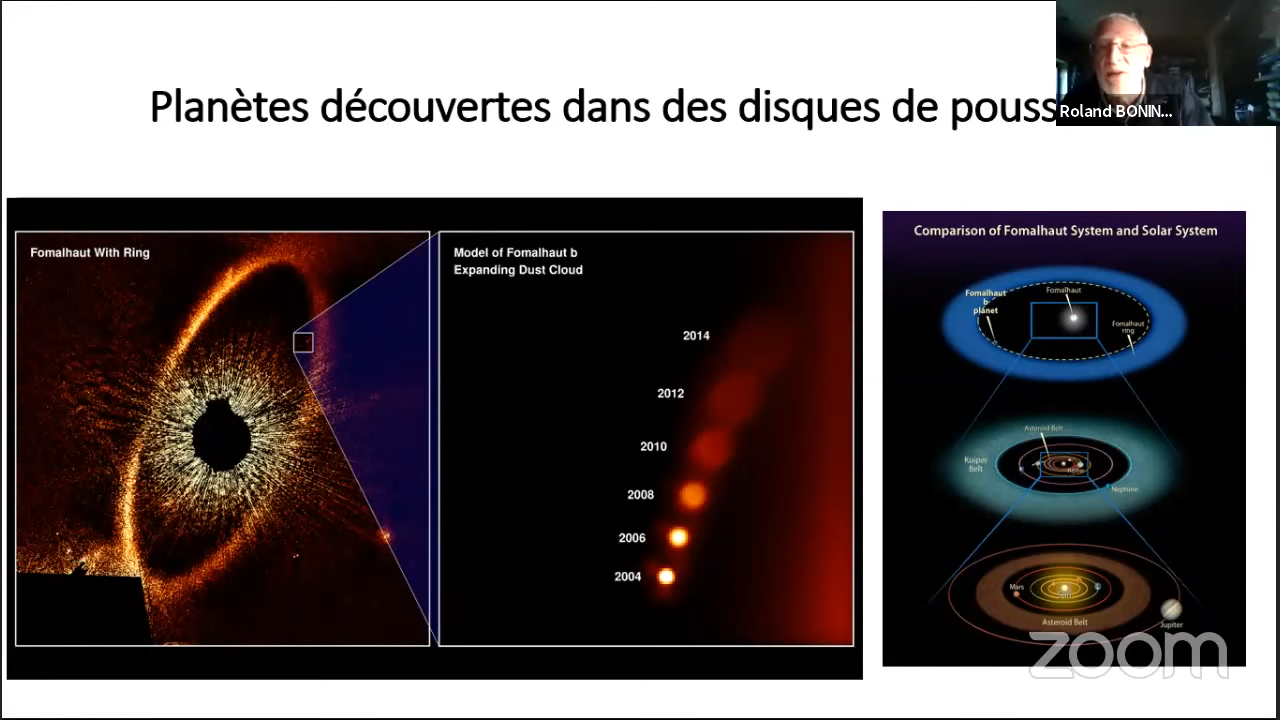 Planètes découvertes dans des disques de pouss
Roland BONIN...
Fomalhaut With Ring
Model of Fomalhaut b
Expanding Dust Cloud
2014
2012
2010
2008
2006
2004
Comparison of Fomalhaut System and Solar System
Fomalhaut
b
planet
Fomalhaut
Fomalhaut
ring
Asteroid Belt
Kuiper
Belt
Neptune
Mars
Asteroid Belt
Jupiter
zoom